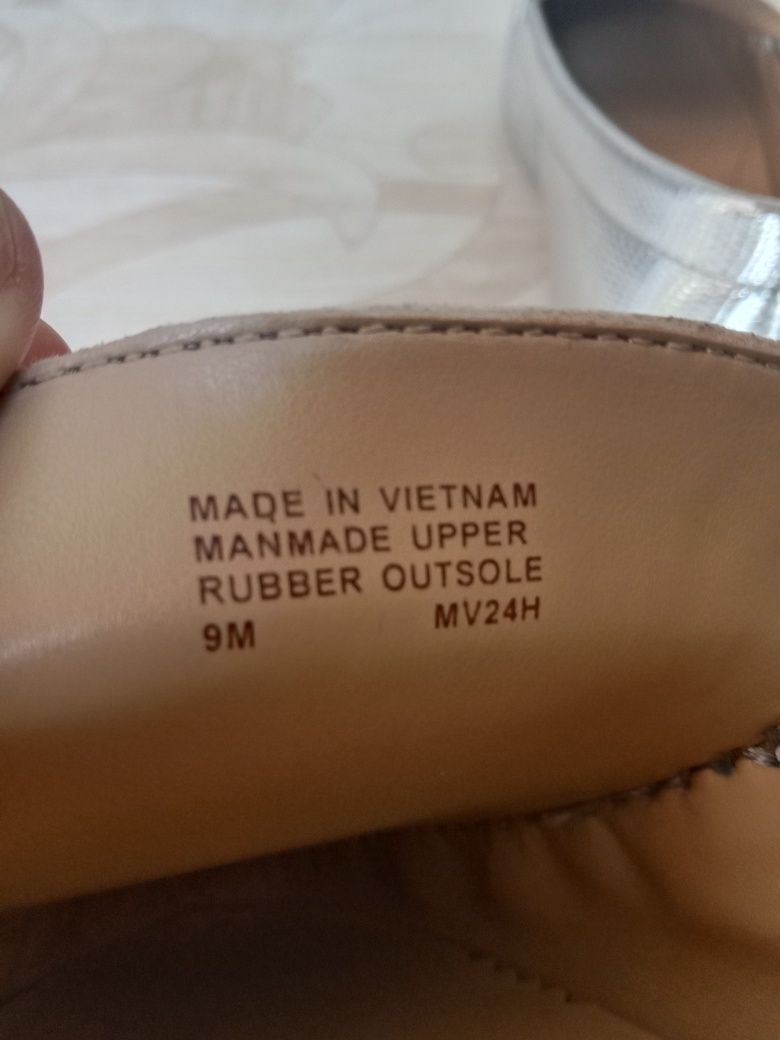 MADE IN VIETNAM
MANMADE UPPER
RUBBER OUTSOLE
9M MV24H